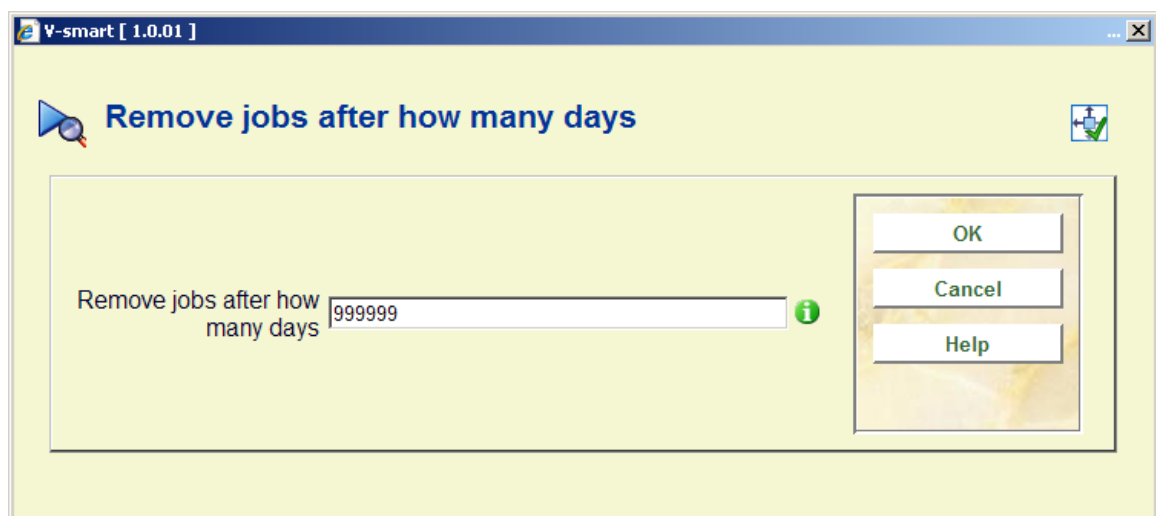 V-smart [ 1.0.01 ]
...
Remove jobs after how many days
Remove jobs after how
many days
999999
OK
Cancel
Help